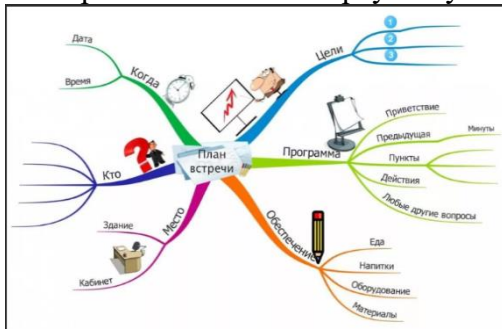 План
встречи
Когда
Дата
Время
Цели
1
2
3
Программа
Приветствие
Предыдущая
Минуты
Пункты
Действия
Любые другие вопросы
Обеспечение
Еда
Напитки
Оборудование
Материалы
Место
Здание
Кабинет
Кто